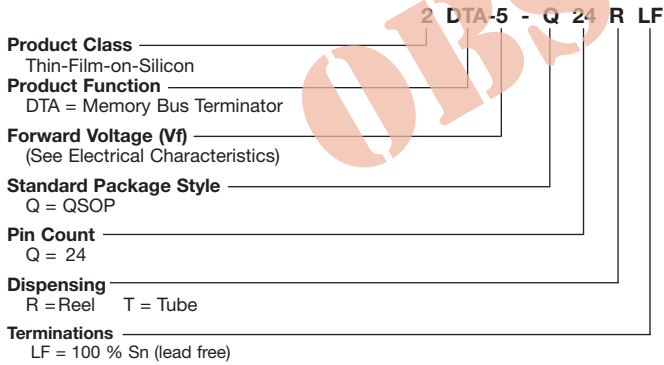 2 DTA-5 - Q 24 R LF
Product Class
Thin-Film-on-Silicon
Product Function
DTA = Memory Bus Terminator
Forward Voltage (Vf)
(See Electrical Characteristics)
Standard Package Style
Q = QSOP
Pin Count
Q = 24
Dispensing
R =Reel T = Tube
Terminations
LF = 100 % Sn (lead free)
OBS